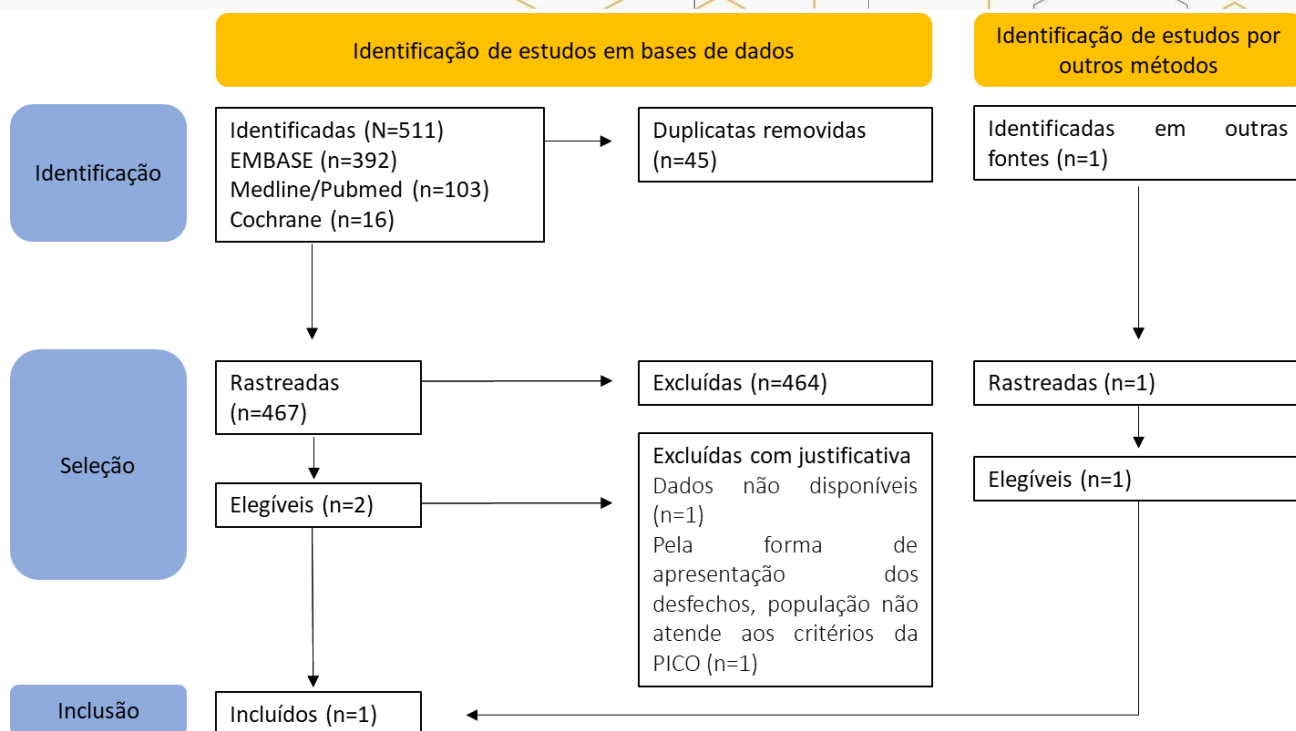 Identificação de estudos em bases de dados
Identificação de estudos por
outros métodos
Identificação
Identificadas (N=511)
EMBASE (n=392)
Medline/Pubmed (n=103)
Cochrane (n=16)
Duplicatas removidas
(n=45)
Identificadas em outras
fontes (n=1)
Seleção
Rastreadas
(n=467)
Excluídas (n=464)
Rastreadas (n=1)
Elegíveis (n=2)
Excluídas com justificativa
Dados não disponíveis
(n=1)
Pela forma de
apresentação dos
desfechos, população não
atende aos critérios da
PICO (n=1)
Elegíveis (n=1)
Inclusão
Incluídos (n=1)